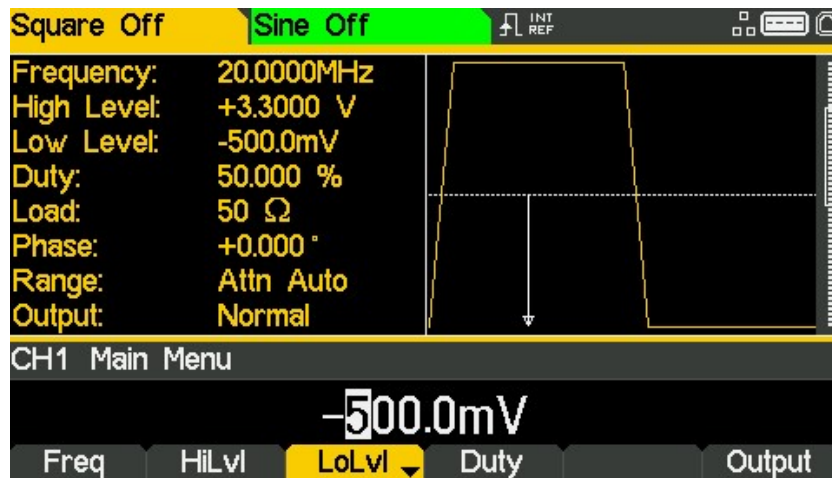 Square Off Sine Off INT
REF
Frequency: 20.0000MHz
High Level: +3.3000 V
Low Level: -500.0mV
Duty: 50.000 %
Load: 50 Ω
Phase: +0.000 °
Range: Attn Auto
Output: Normal
CH1 Main Menu
-500.0mV
Freq HiLvl LoLvl Duty Output